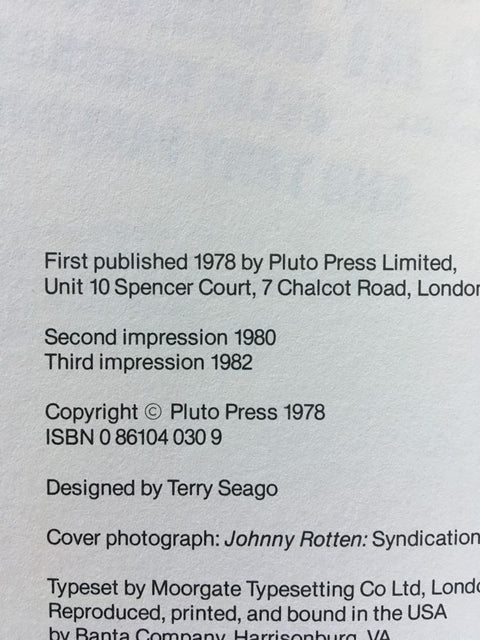 First published 1978 by Pluto Press Limited,
Unit 10 Spencer Court, 7 Chalcot Road, London
Second impression 1980
Third impression 1982
Copyright © Pluto Press 1978
ISBN 0 86104 030 9
Designed by Terry Seago
Cover photograph: Johnny Rotten: Syndication
Typeset by Moorgate Typesetting Co Ltd, Londo
Reproduced, printed, and bound in the USA
by Banta Company, Harrisonburg, VA